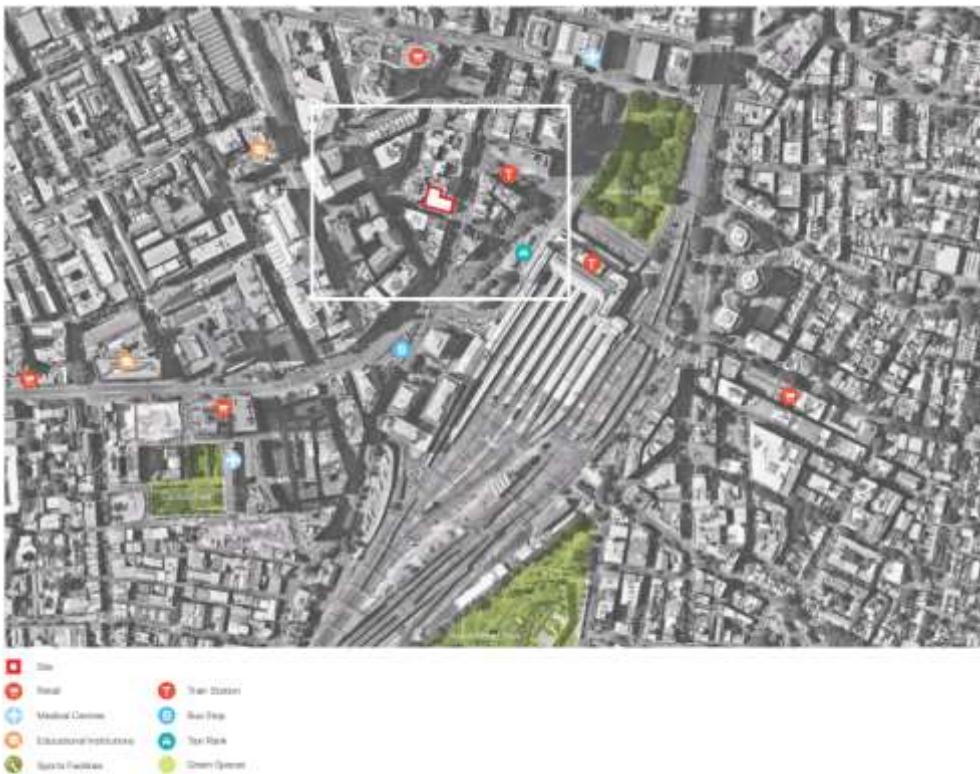 Site
Retail
Medical Centres
Educational Institutions
Sports Facilities
Train Station
Bus Stop
Taxi Rank
Green Spaces